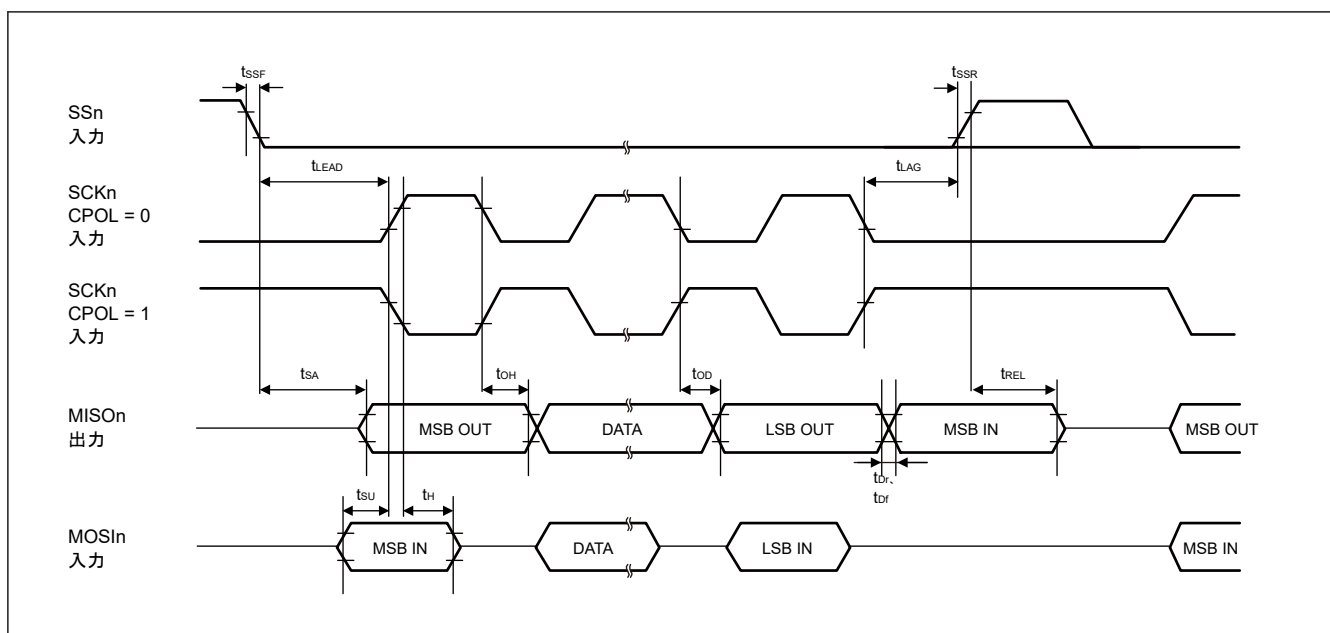 tSSF
tSSR
SSn
入力
tLEAD
tLAG
SCKn
CPOL = 0
入力
SCKn
CPOL = 1
入力
tSA
tOH
tOD
tREL
MISOn
出力
MSB OUT
DATA
LSB OUT
MSB IN
MSB OUT
tDr、
tDf
tSU
tH
MOSIn
入力
MSB IN
DATA
LSB IN
MSB IN